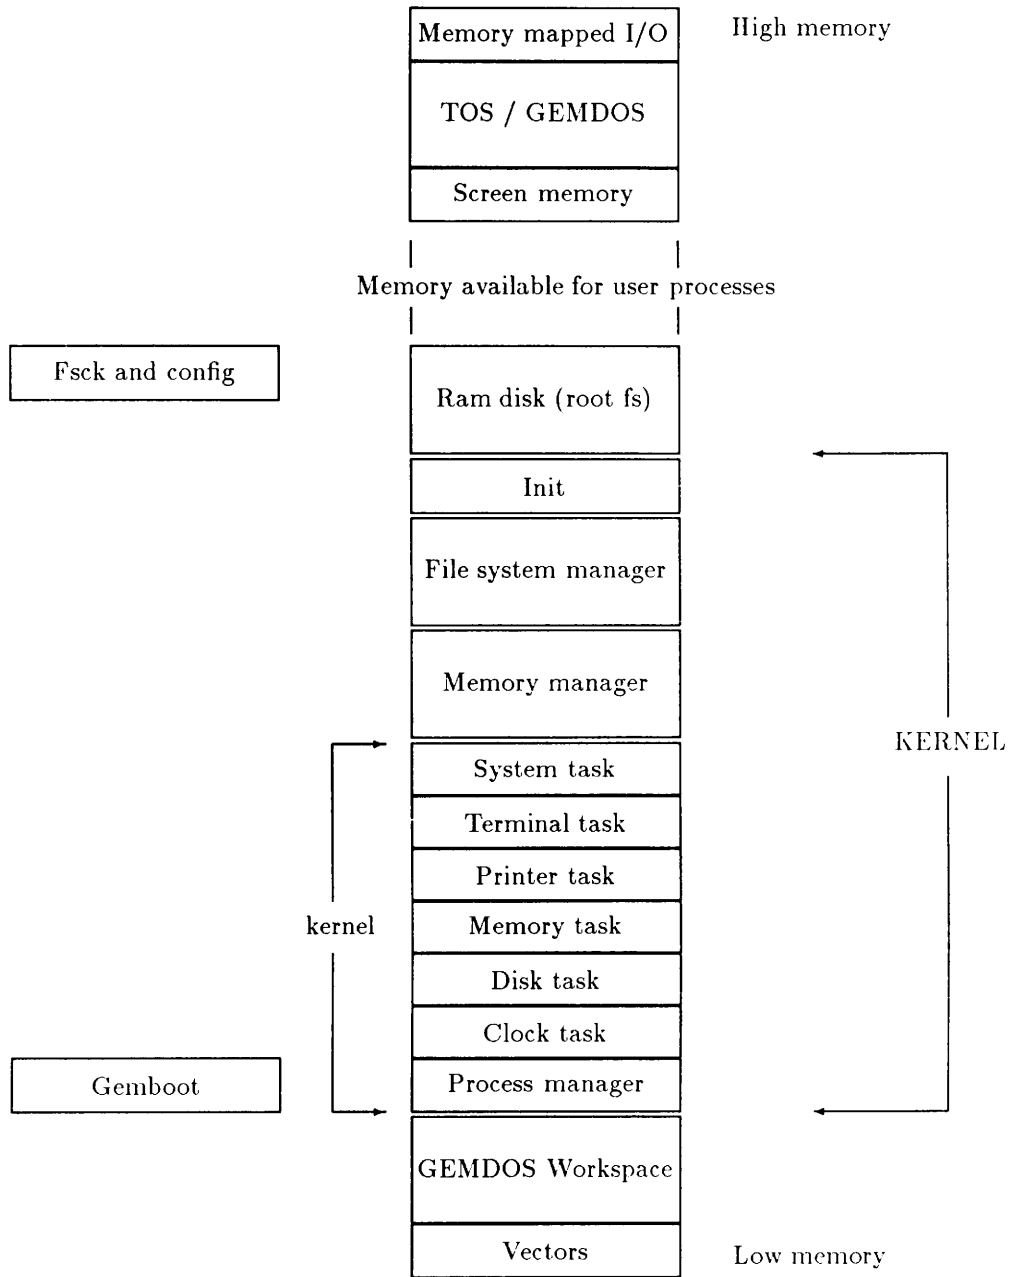 Memory mapped I/O
High memory
TOS / GEMDOS
Screen memory
Memory available for user processes
Fsck and config
Ram disk (root fs)
Init
File system manager
Memory manager
KERNEL
System task
Terminal task
Printer task
kernel
Memory task
Disk task
Clock task
Gemboot
Process manager
GEMDOS Workspace
Vectors
Low memory